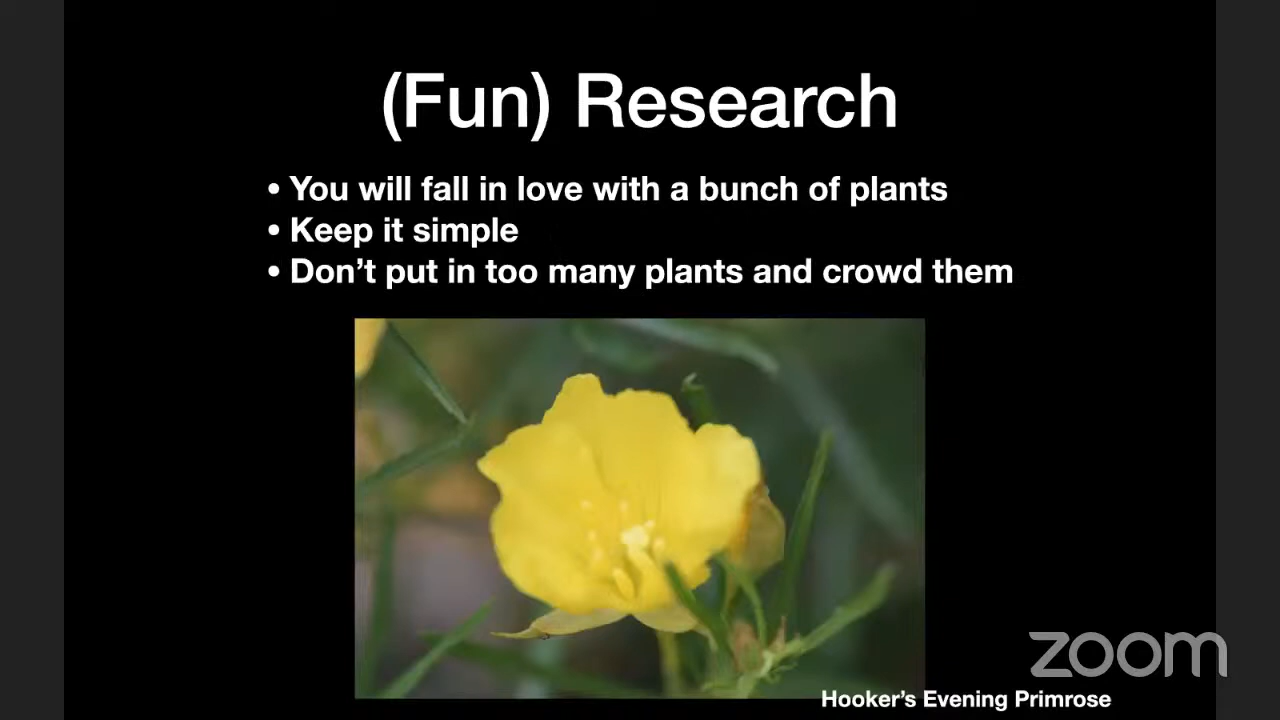 (Fun) Research
• You will fall in love with a bunch of plants
• Keep it simple
• Don’t put in too many plants and crowd them
zoom
Hooker’s Evening Primrose